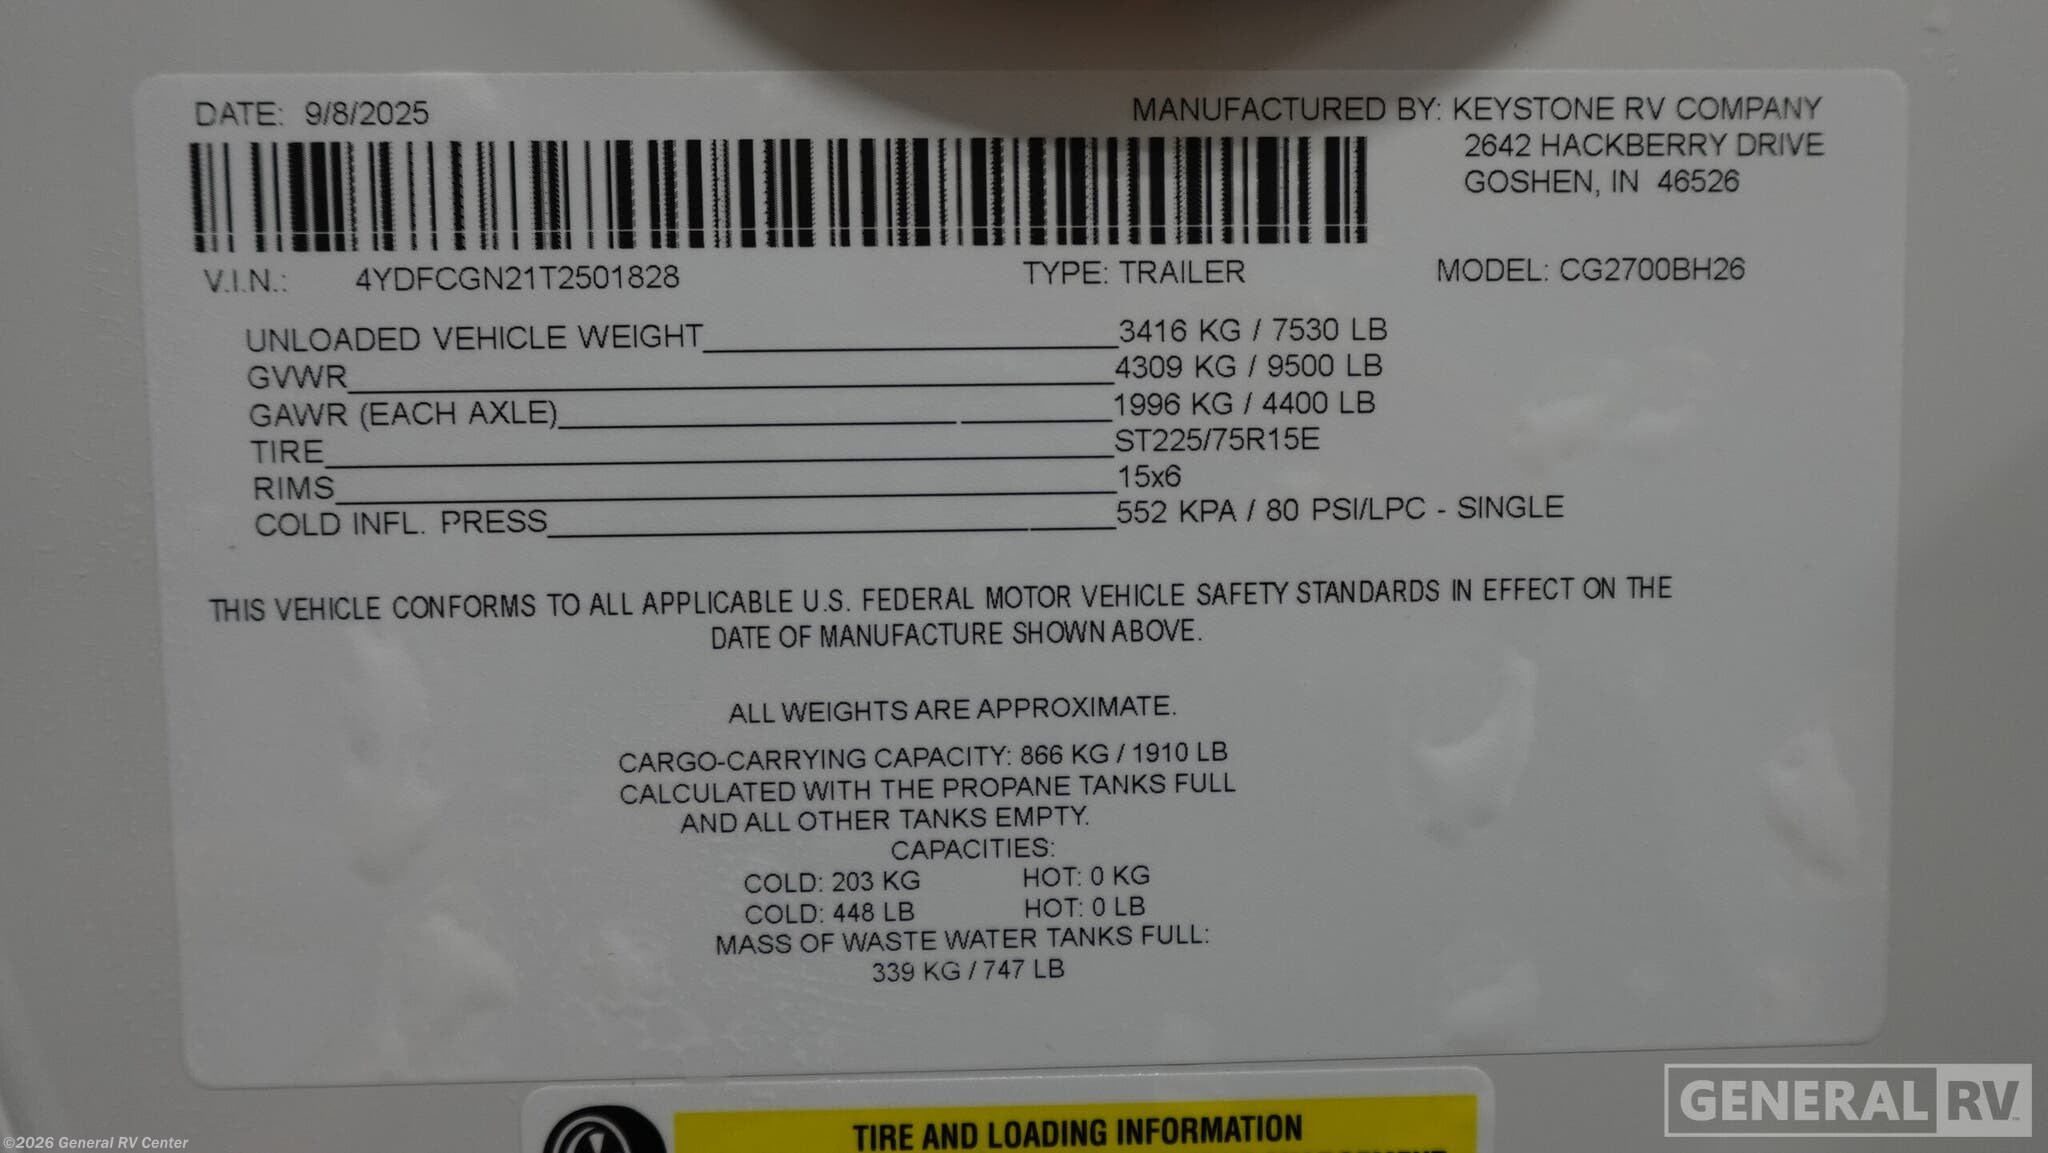 DATE: 9/8/2025
MANUFACTURED BY: KEYSTONE RV COMPANY
2642 HACKBERRY DRIVE
GOSHEN, IN 46526
V.I.N.: 4YDFCGN21T2501828 TYPE: TRAILER MODEL: CG2700BH26
UNLOADED VEHICLE WEIGHT 3416 KG / 7530 LB
GVWR 4309 KG / 9500 LB
GAWR (EACH AXLE) 1996 KG / 4400 LB
TIRE ST225/75R15E
RIMS 15x6
COLD INFL. PRESS 552 KPA / 80 PSI/LPC - SINGLE
THIS VEHICLE CONFORMS TO ALL APPLICABLE U.S. FEDERAL MOTOR VEHICLE SAFETY STANDARDS IN EFFECT ON THE
DATE OF MANUFACTURE SHOWN ABOVE.
ALL WEIGHTS ARE APPROXIMATE.
CARGO-CARRYING CAPACITY: 866 KG / 1910 LB
CALCULATED WITH THE PROPANE TANKS FULL
AND ALL OTHER TANKS EMPTY.
CAPACITIES:
COLD: 203 KG HOT: 0 KG
COLD: 448 LB HOT: 0 LB
MASS OF WASTE WATER TANKS FULL:
339 KG / 747 LB
TIRE AND LOADING INFORMATION
GENERAL RV
©2026 General RV Center